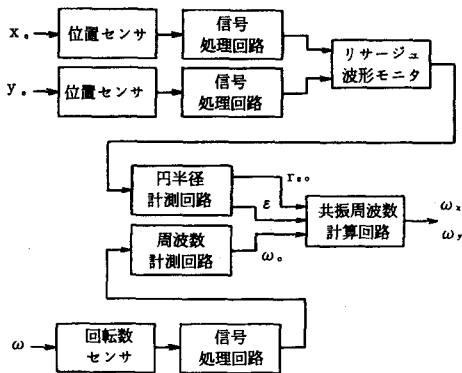 x。
位置センサ
信号
処理回路
y。
位置センサ
信号
処理回路
リサージュ
波形モニタ
円半径
計測回路
r。。
ε
周波数
計測回路
ω。
共振周波数
計算回路
ωx
ωy
ω
回転数
センサ
信号
処理回路